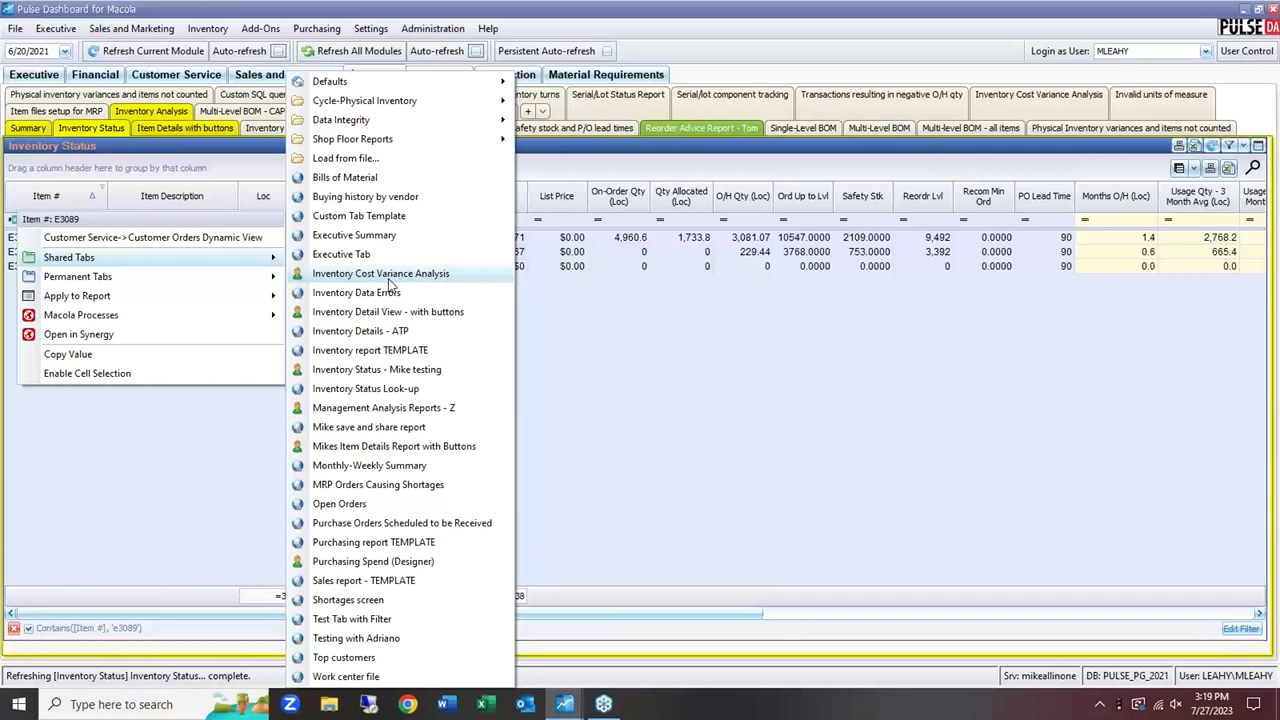 Pulse Dashboard for Macola
File Executive Sales and Marketing Inventory Add-Ons Purchasing Settings Administration Help
PULSE DA
6/20/2021 Refresh Current Module Auto-refresh Refresh All Modules Auto-refresh Persistent Auto-refresh Login as User: MLEAHY User Control
Executive Financial Customer Service Sales and Material Requirements
Physical inventory variances and items not counted Custom SQL que Serial/Lot Status Report Serial/lot component tracking Transactions resulting in negative O/H qty Inventory Cost Variance Analysis Invalid units of measure
Item files setup for MRP Inventory Analysis Multi-Level BOM - CAP
Summary Inventory Status Item Details with buttons Inventory Reorder Advice Report - Tom Single-Level BOM Multi-Level BOM Multi-level BOM - all items Physical Inventory variances and items not counted
Inventory Status
Drag a column header here to group by that column
Item # Item Description Loc List Price On-Order Qty (Loc) Qty Allocated (Loc) O/H Qty (Loc) Ord Up to Lvl Safety Stk Reordr Lvl Recom Min Ord PO Lead Time Months O/H (Loc) Usage Qty - 3 Month Avg (Loc)
= = = = = = = = = = =
71 $0.00 4,960.6 1,733.8 3,081.07 10547.0000 2109.0000 9,492 0.0000 90 1.4 2,768.2
57 $0.00 0 0 229.44 3768.0000 753.0000 3,392 0.0000 90 0.6 665.4
50 $0.00 0 0 0 0.0000 0.0000 0 0.0000 90 0.0 0.0
Item #: E3089
Customer Service->Customer Orders Dynamic View
Shared Tabs
Permanent Tabs
Apply to Report
Macola Processes
Open in Synergy
Copy Value
Enable Cell Selection
Defaults
Cycle-Physical Inventory
Data Integrity
Shop Floor Reports
Load from file...
Bills of Material
Buying history by vendor
Custom Tab Template
Executive Summary
Executive Tab
Inventory Cost Variance Analysis
Inventory Data Errors
Inventory Detail View - with buttons
Inventory Details - ATP
Inventory report TEMPLATE
Inventory Status - Mike testing
Inventory Status Look-up
Management Analysis Reports - Z
Mike save and share report
Mikes Item Details Report with Buttons
Monthly-Weekly Summary
MRP Orders Causing Shortages
Open Orders
Purchase Orders Scheduled to be Received
Purchasing report TEMPLATE
Purchasing Spend (Designer)
Sales report - TEMPLATE
Shortages screen
Test Tab with Filter
Testing with Adriano
Top customers
Work center file
Contains([Item #], 'e3089') Edit Filter
Refreshing [Inventory Status] Inventory Status... complete. Srv: mikeallinone DB: PULSE_PG_2021 User: LEAHY\MLEAHY
Type here to search 3:19 PM
7/27/2023